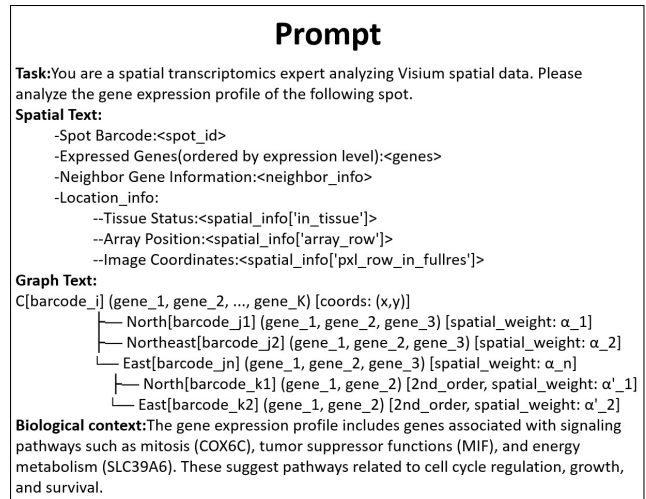 Prompt
Task:You are a spatial transcriptomics expert analyzing Visium spatial data. Please
analyze the gene expression profile of the following spot.
Spatial Text:
-Spot Barcode:<spot_id>
-Expressed Genes(ordered by expression level):<genes>
-Neighbor Gene Information:<neighbor_info>
-Location_info:
--Tissue Status:<spatial_info['in_tissue']>
--Array Position:<spatial_info['array_row']>
--Image Coordinates:<spatial_info['pxl_row_in_fullres']>
Graph Text:
C[barcode_i] (gene_1, gene_2, ..., gene_K) [coords: (x,y)]
├── North[barcode_j1] (gene_1, gene_2, gene_3) [spatial_weight: α_1]
├── Northeast[barcode_j2] (gene_1, gene_2, gene_3) [spatial_weight: α_2]
└── East[barcode_jn] (gene_1, gene_2, gene_3) [spatial_weight: α_n]
├── North[barcode_k1] (gene_1, gene_2) [2nd_order, spatial_weight: α'_1]
└── East[barcode_k2] (gene_1, gene_2) [2nd_order, spatial_weight: α'_2]
Biological context:The gene expression profile includes genes associated with signaling
pathways such as mitosis (COX6C), tumor suppressor functions (MIF), and energy
metabolism (SLC39A6). These suggest pathways related to cell cycle regulation, growth,
and survival.